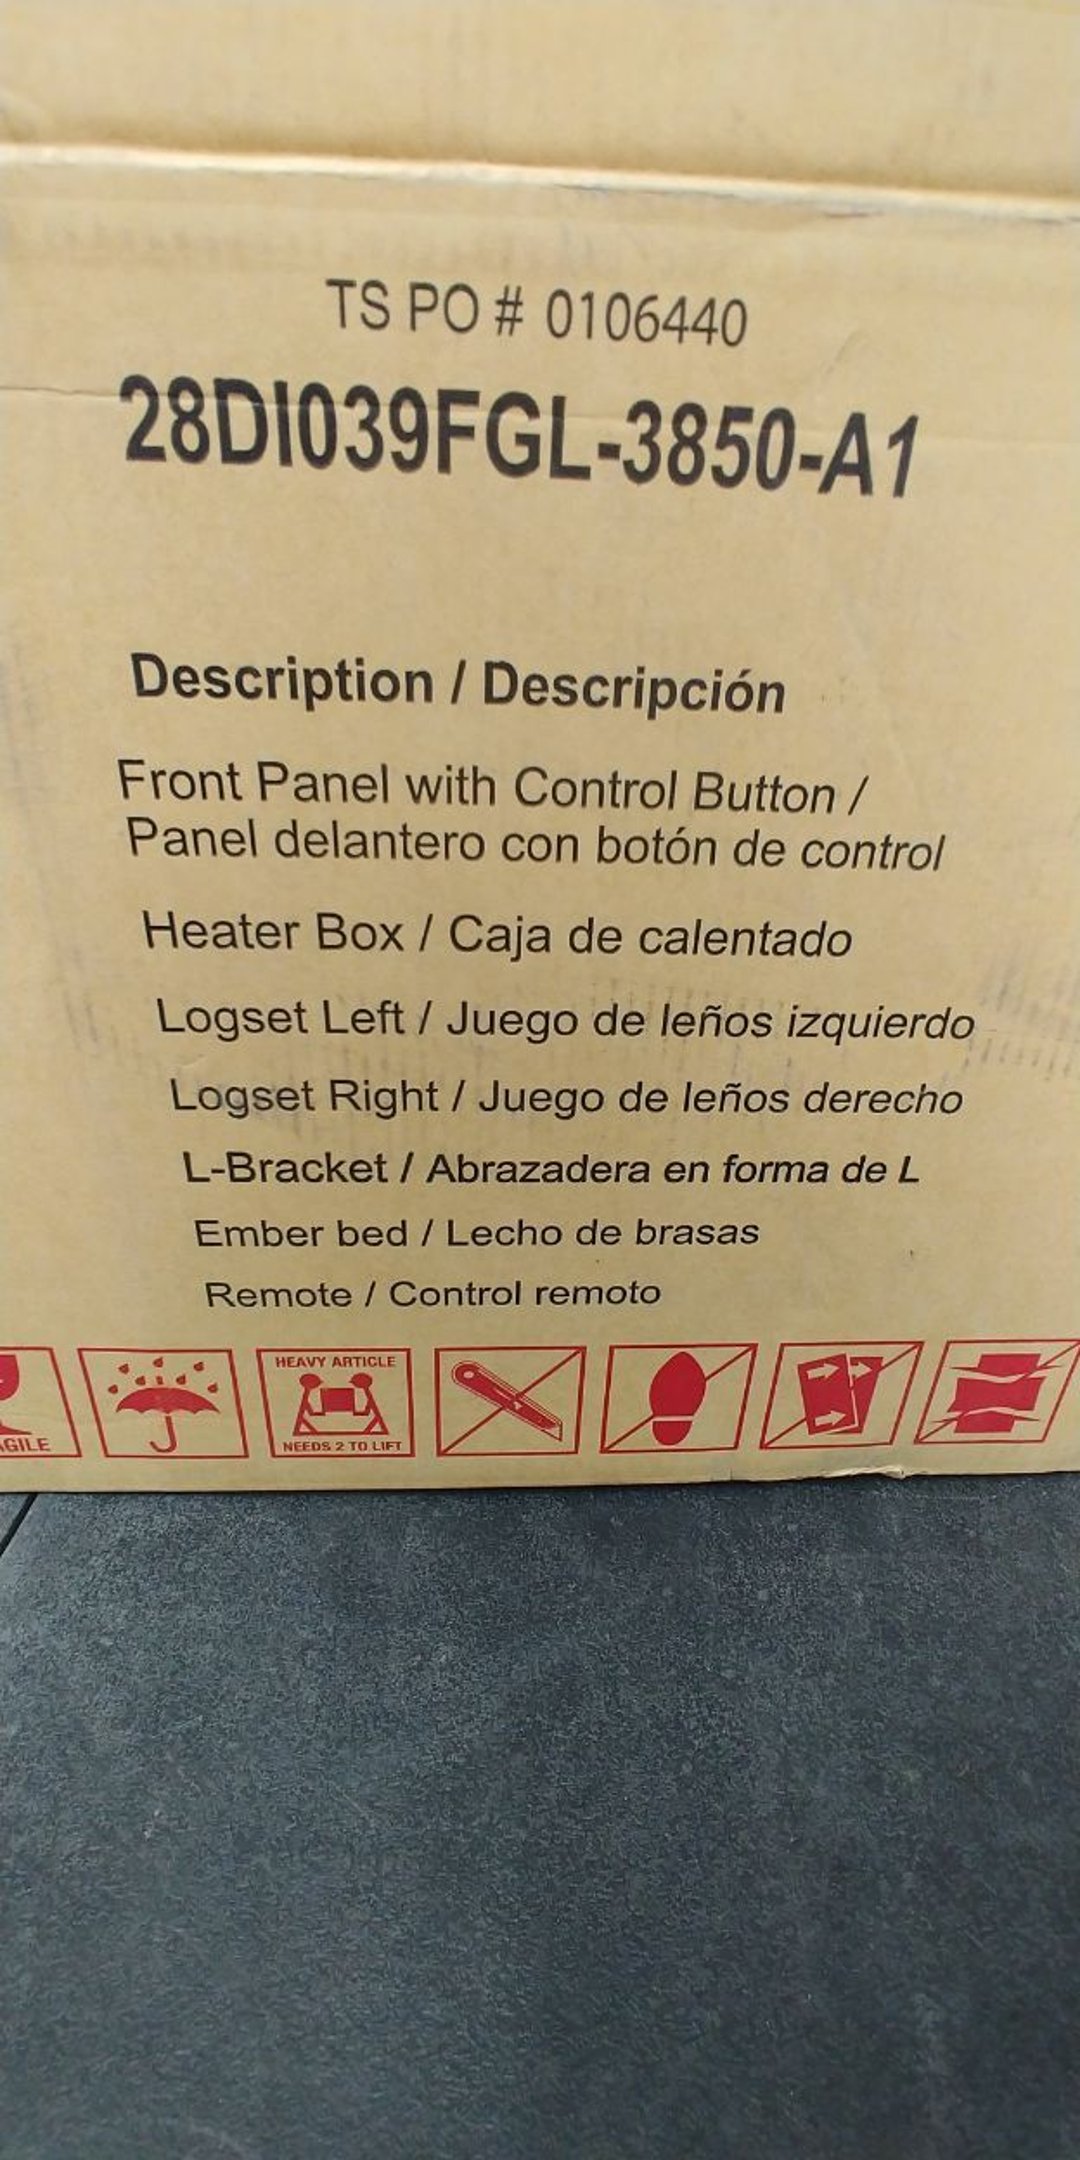 TS PO # 0106440
28DI039FGL-3850-A1
Description / Descripción
Front Panel with Control Button /
Panel delantero con botón de control
Heater Box / Caja de calentado
Logset Left / Juego de leños izquierdo
Logset Right / Juego de leños derecho
L-Bracket / Abrazadera en forma de L
Ember bed / Lecho de brasas
Remote / Control remoto
HEAVY ARTICLE
AGILE
NEEDS 2 TO LIFT